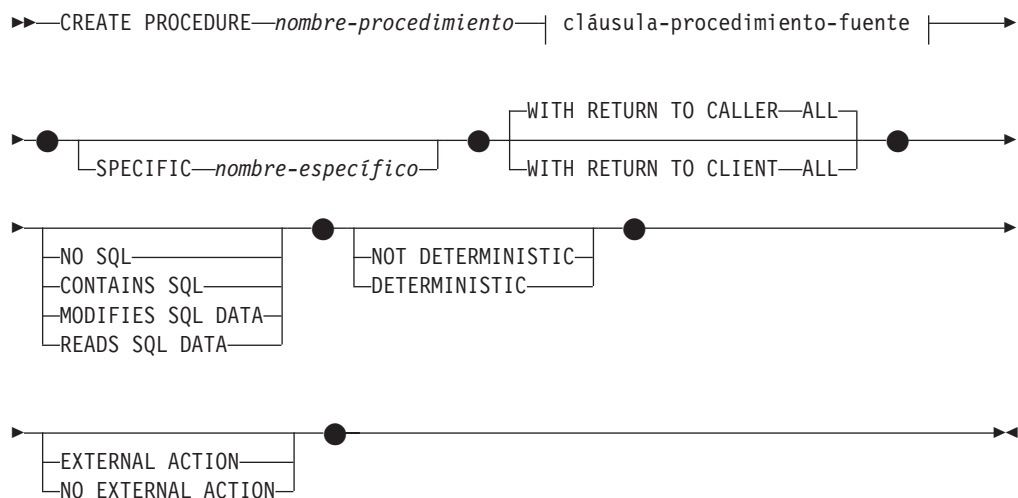 CREATE PROCEDURE nombre-procedimiento cláusula-procedimiento-fuente
WITH RETURN TO CALLER ALL
SPECIFIC nombre-específico WITH RETURN TO CLIENT ALL
NO SQL NOT DETERMINISTIC
CONTAINS SQL DETERMINISTIC
MODIFIES SQL DATA
READS SQL DATA
EXTERNAL ACTION
NO EXTERNAL ACTION